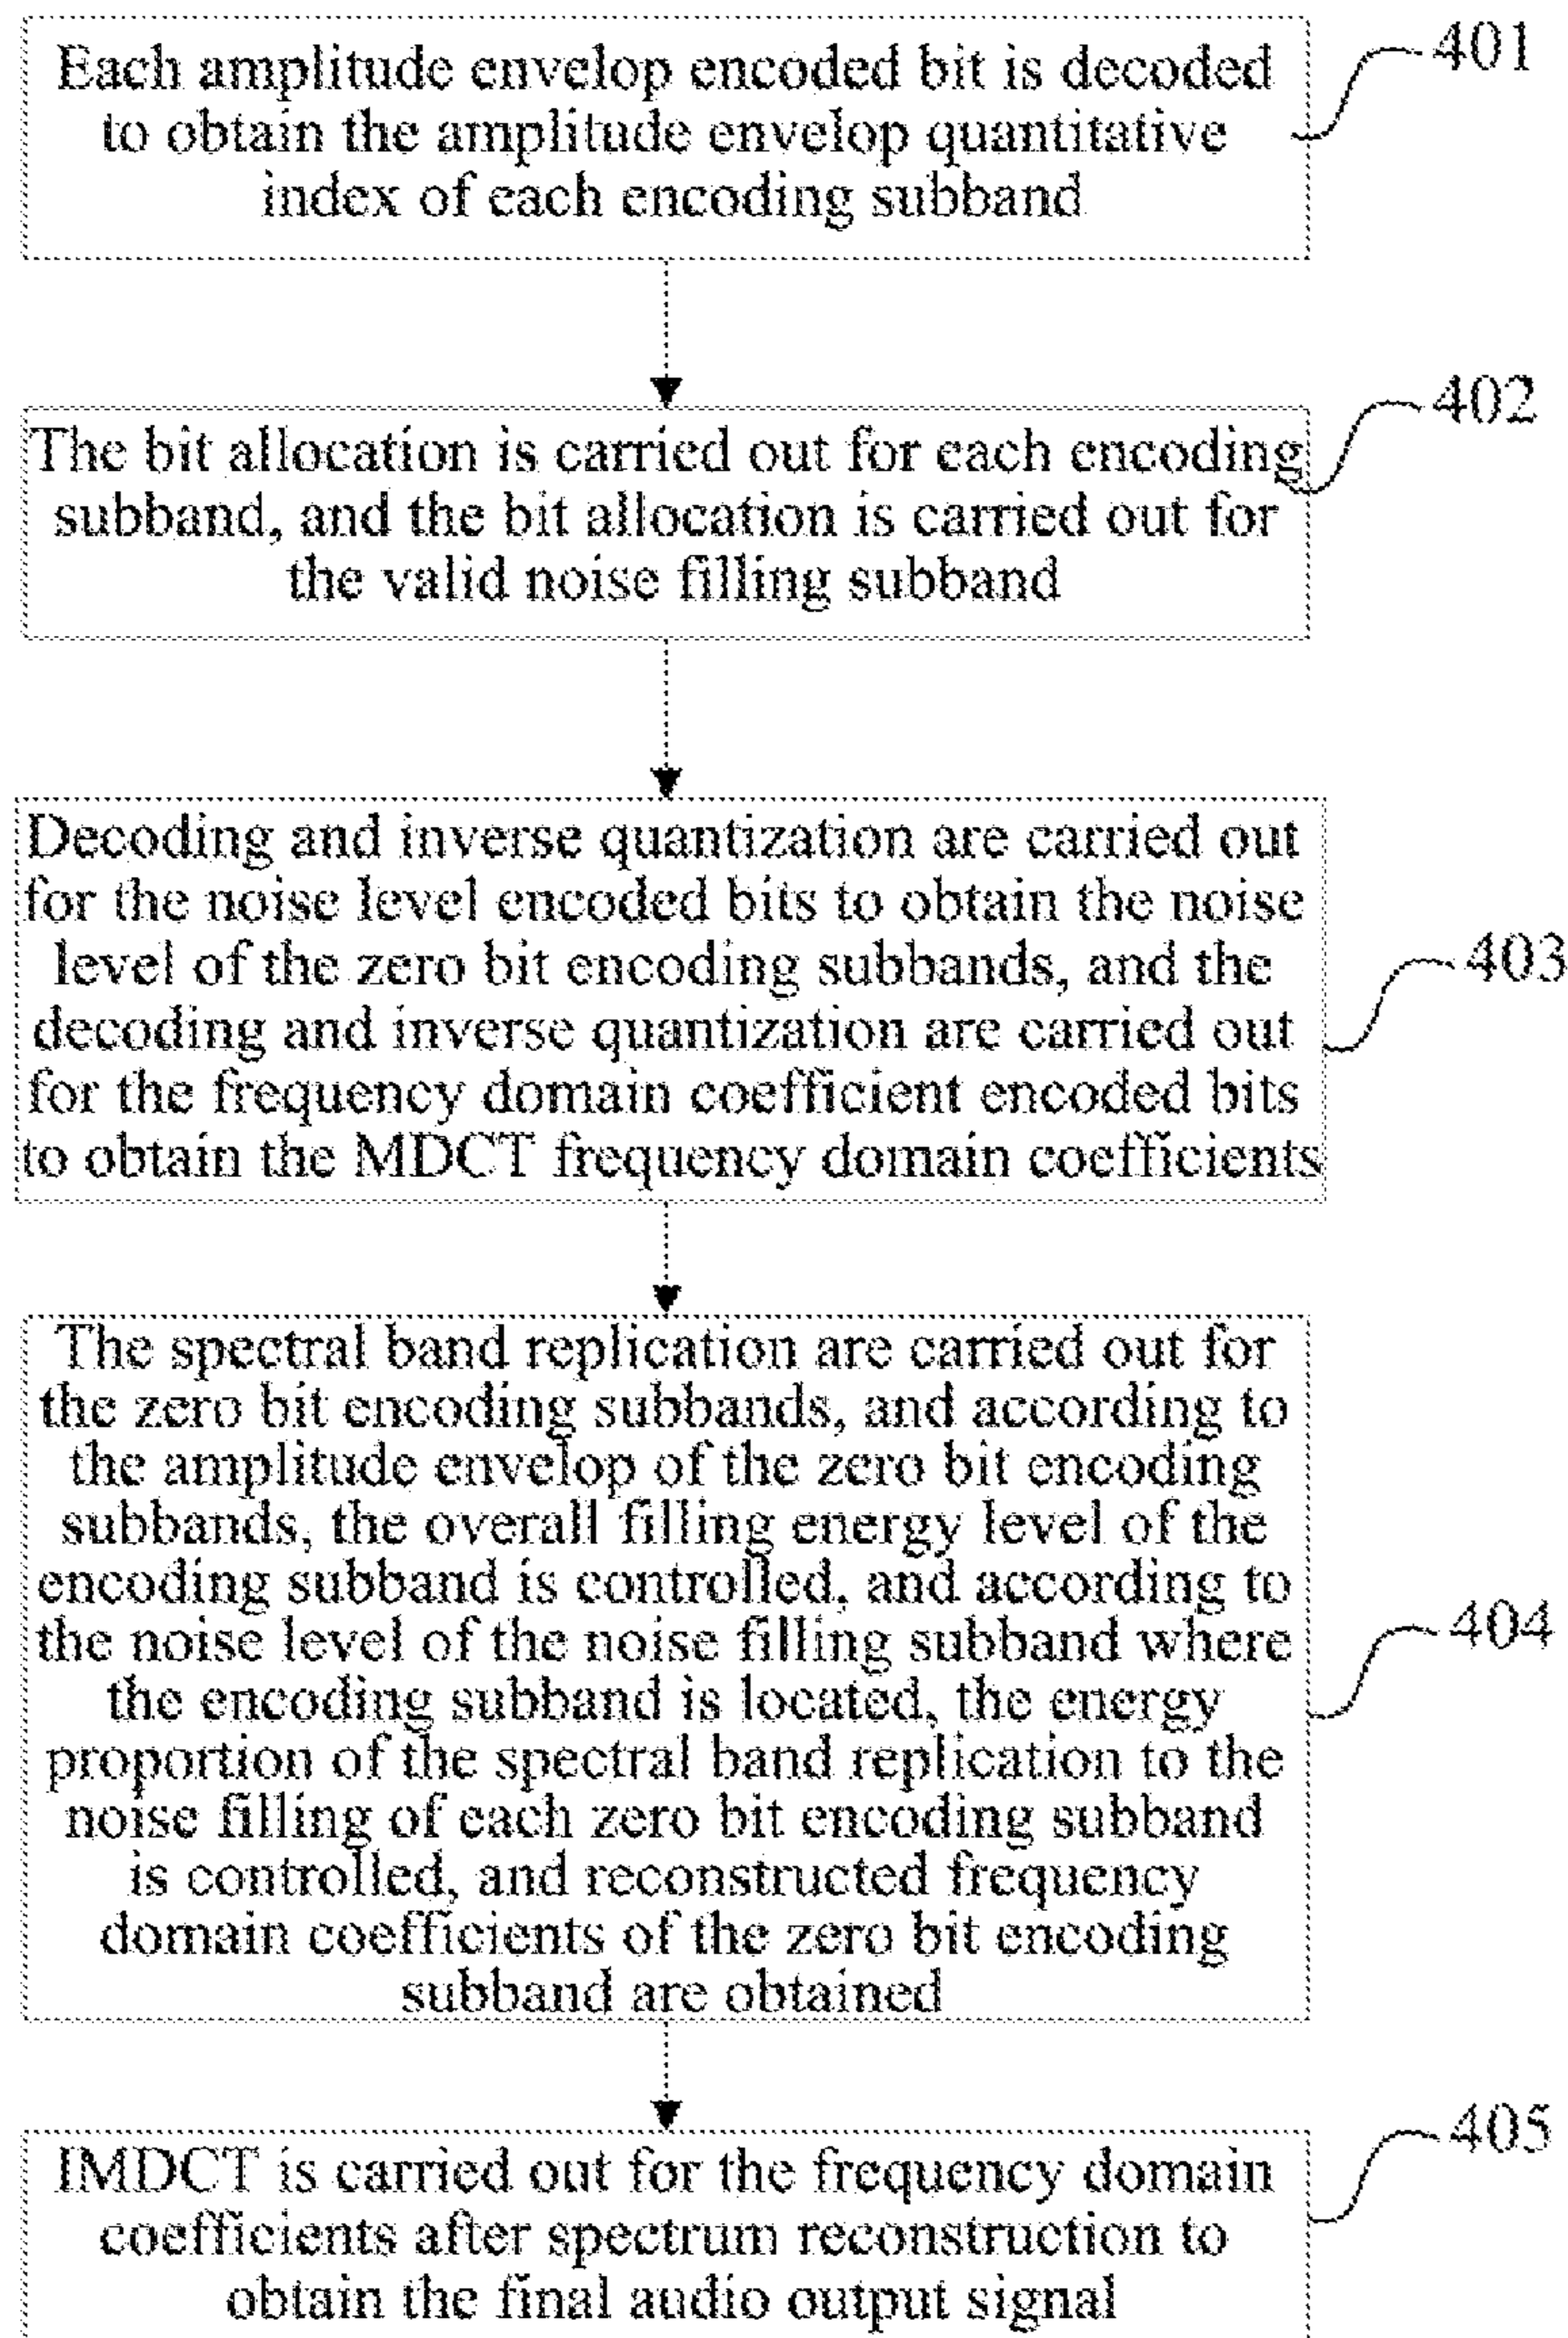 Each amplitude envelop encoded bit is decoded
to obtain the amplitude envelop quantitative
index of each encoding subband
401
The bit allocation is carried out for each encoding
subband, and the bit allocation is carried out for
the valid noise filling subband
402
Decoding and inverse quantization are carried out
for the noise level encoded bits to obtain the noise
level of the zero bit encoding subbands, and the
decoding and inverse quantization are carried out
for the frequency domain coefficient encoded bits
to obtain the MDCT frequency domain coefficients
403
The spectral band replication are carried out for
the zero bit encoding subbands, and according to
the amplitude envelop of the zero bit encoding
subbands, the overall filling energy level of the
encoding subband is controlled, and according to
the noise level of the noise filling subband where
the encoding subband is located, the energy
proportion of the spectral band replication to the
noise filling of each zero bit encoding subband
is controlled, and reconstructed frequency
domain coefficients of the zero bit encoding
subband are obtained
404
IMDCT is carried out for the frequency domain
coefficients after spectrum reconstruction to
obtain the final audio output signal
405